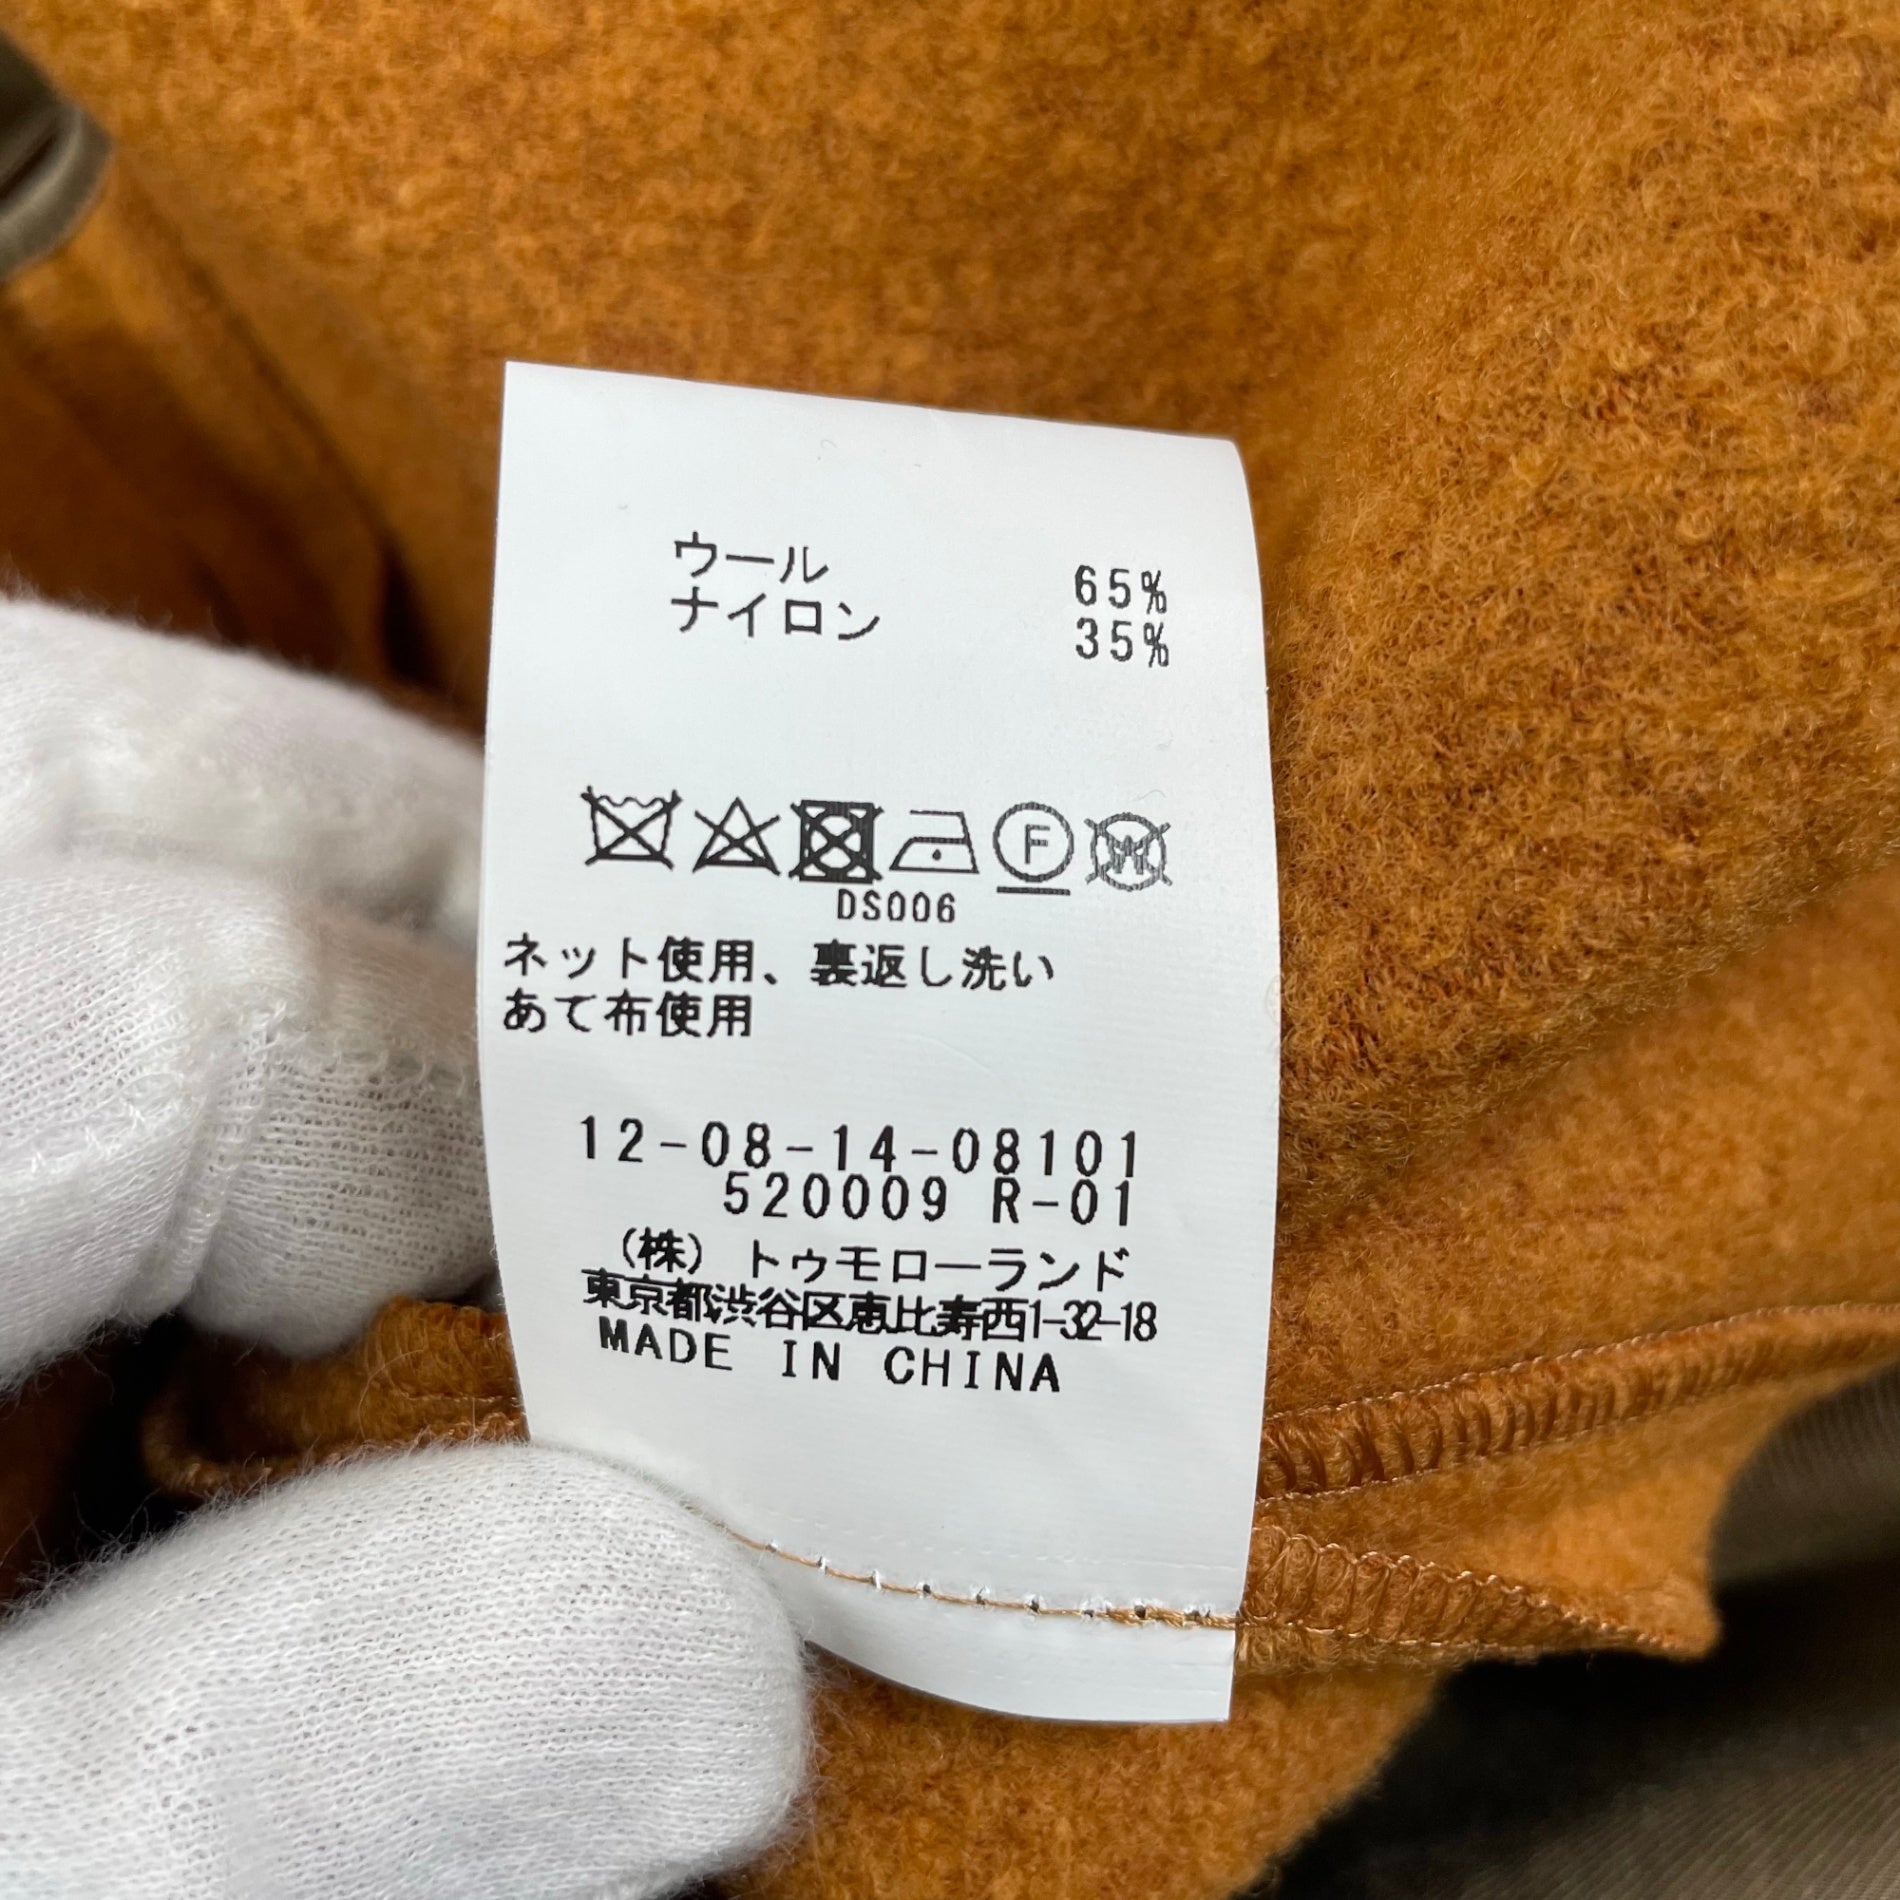 ウール 65%
ナイロン 35%
F W
DS006
ネット使用、裏返し洗い
あて布使用
12-08-14-08101
520009 R-01
(株) トゥモローランド
東京都渋谷区恵比寿西1-32-18
MADE IN CHINA